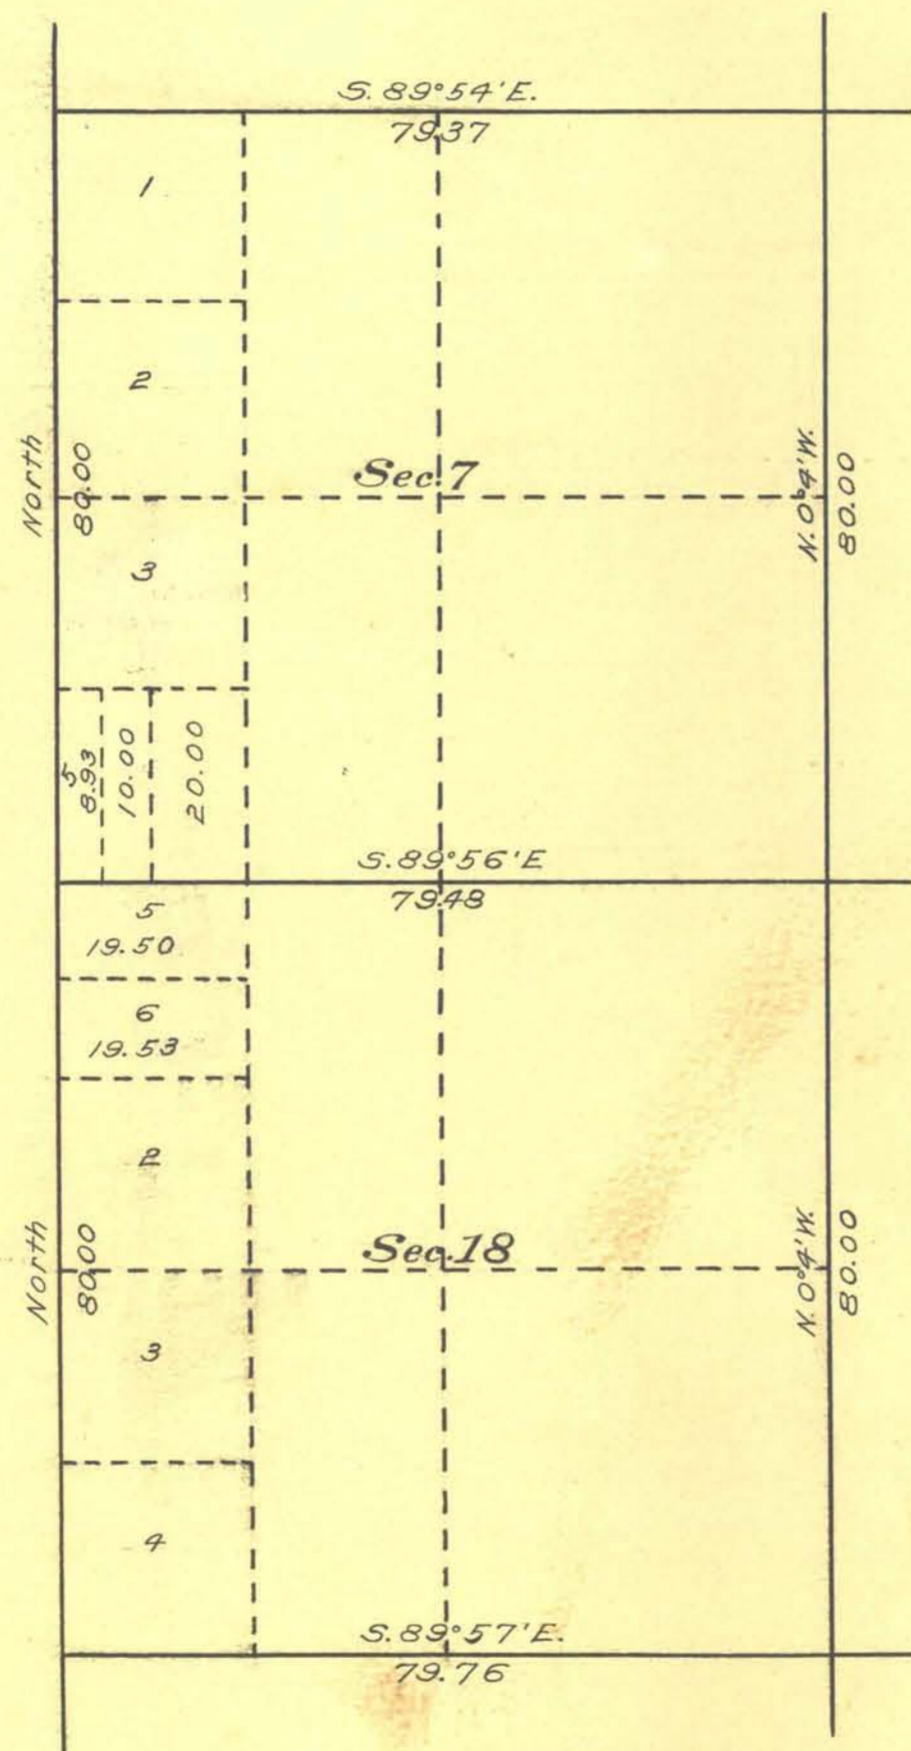 S. 89°54'E.
79.37
1
2
North
80.00
Sec. 7
N. 0°4'W.
80.00
3
5
8.93
10.00
20.00
S. 89°56'E
79.48
5
19.50
6
19.53
2
North
80.00
Sec. 18
N. 0°4'W.
80.00
3
4
S. 89°57'E.
79.76